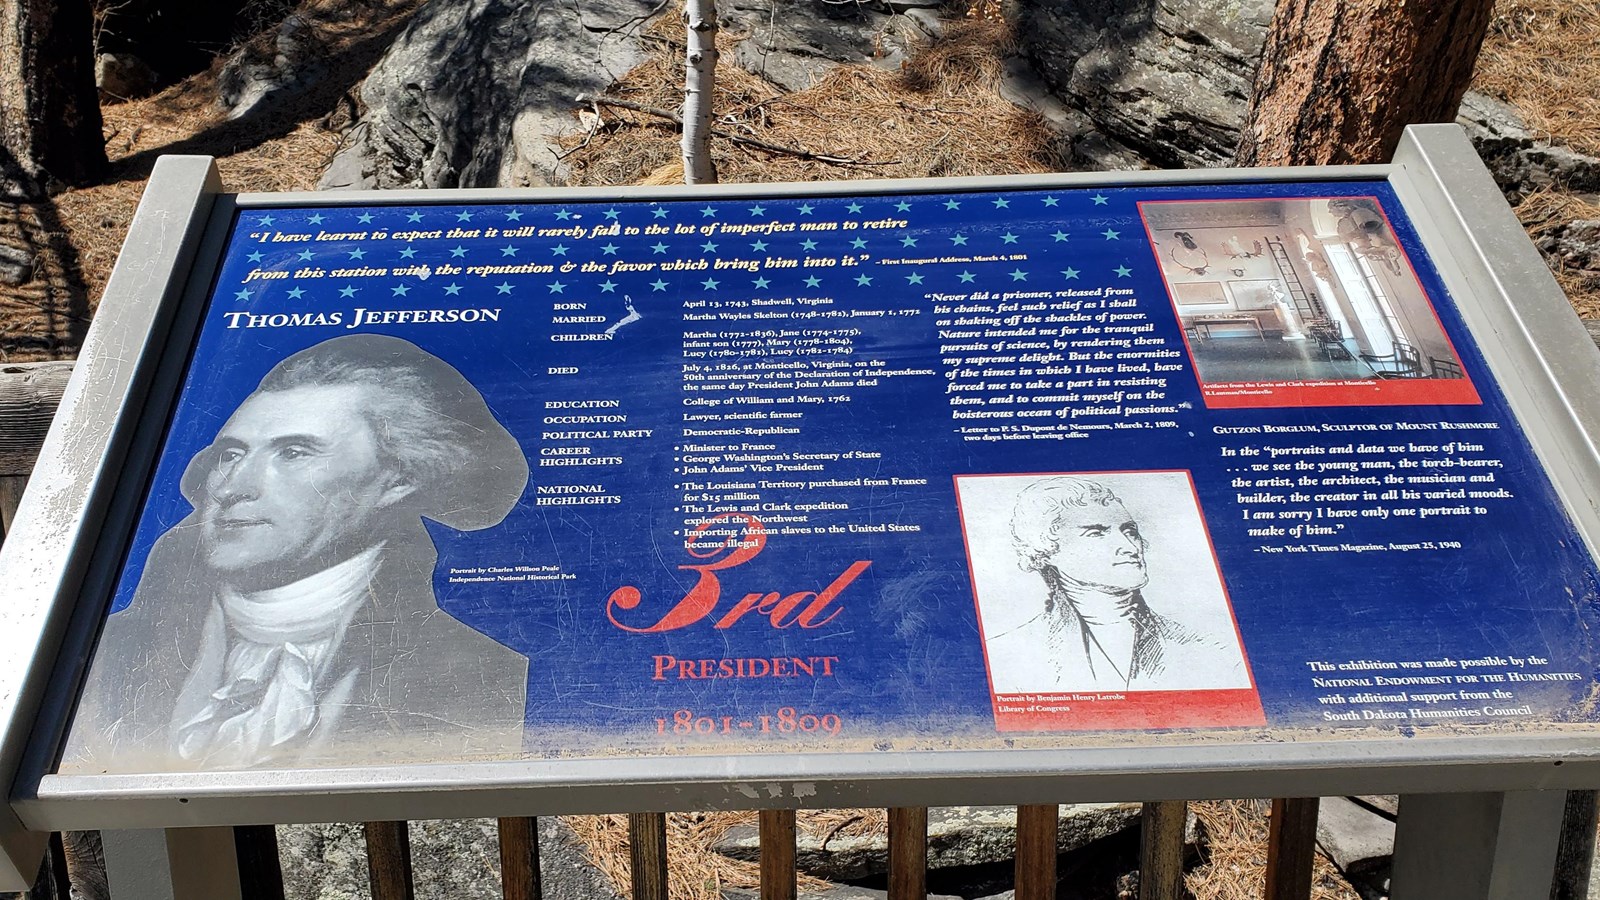 "I have learnt to expect that it will rarely fall to the lot of imperfect man to retire
from this station with the reputation & the favor which bring him into it." – First Inaugural Address, March 4, 1801
THOMAS JEFFERSON
BORN April 13, 1743, Shadwell, Virginia
MARRIED Martha Wayles Skelton (1748-1782), January 1, 1772
CHILDREN Martha (1772-1836), Jane (1774-1775),
infant son (1777), Mary (1778-1804),
Lucy (1780-1781), Lucy (1782-1784)
DIED July 4, 1826, at Monticello, Virginia, on the
50th anniversary of the Declaration of Independence,
the same day President John Adams died
EDUCATION College of William and Mary, 1762
OCCUPATION Lawyer, scientific farmer
POLITICAL PARTY Democratic-Republican
CAREER
HIGHLIGHTS
• Minister to France
• George Washington's Secretary of State
• John Adams' Vice President
NATIONAL
HIGHLIGHTS
• The Louisiana Territory purchased from France
for $15 million
• The Lewis and Clark expedition
explored the Northwest
• Importing African slaves to the United States
became illegal
Portrait by Charles Willson Peale
Independence National Historical Park
3rd
PRESIDENT
1801-1809
"Never did a prisoner, released from
his chains, feel such relief as I shall
on shaking off the shackles of power.
Nature intended me for the tranquil
pursuits of science, by rendering them
my supreme delight. But the enormities
of the times in which I have lived, have
forced me to take a part in resisting
them, and to commit myself on the
boisterous ocean of political passions."
– Letter to P. S. Dupont de Nemours, March 2, 1809,
two days before leaving office
Portrait by Benjamin Henry Latrobe
Library of Congress
Artifacts from the Lewis and Clark expedition at Monticello
R.Lautman/Monticello
GUTZON BORGLUM, SCULPTOR OF MOUNT RUSHMORE
In the "portraits and data we have of him
. . . we see the young man, the torch-bearer,
the artist, the architect, the musician and
builder, the creator in all his varied moods.
I am sorry I have only one portrait to
make of him."
– New York Times Magazine, August 25, 1940
This exhibition was made possible by the
NATIONAL ENDOWMENT FOR THE HUMANITIES
with additional support from the
South Dakota Humanities Council